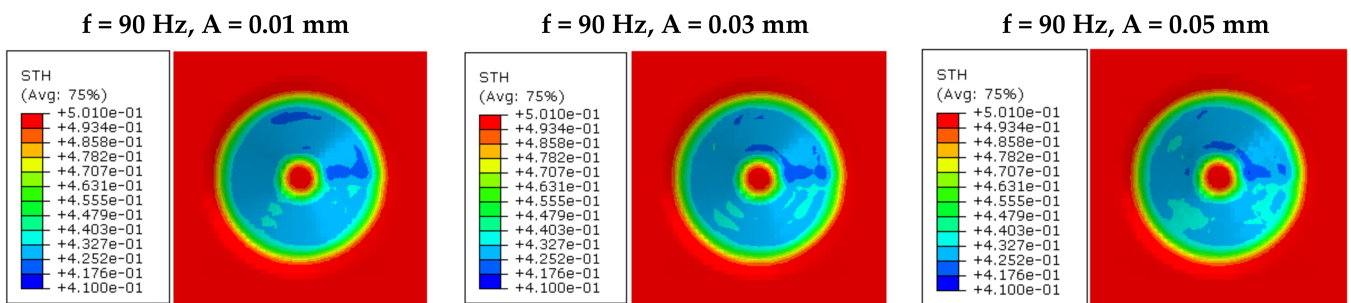 f = 90 Hz, A = 0.01 mm
STH
(Avg: 75%)
+5.010e-01
+4.934e-01
+4.858e-01
+4.782e-01
+4.707e-01
+4.631e-01
+4.555e-01
+4.479e-01
+4.403e-01
+4.327e-01
+4.252e-01
+4.176e-01
+4.100e-01
f = 90 Hz, A = 0.03 mm
STH
(Avg: 75%)
+5.010e-01
+4.934e-01
+4.858e-01
+4.782e-01
+4.707e-01
+4.631e-01
+4.555e-01
+4.479e-01
+4.403e-01
+4.327e-01
+4.252e-01
+4.176e-01
+4.100e-01
f = 90 Hz, A = 0.05 mm
STH
(Avg: 75%)
+5.010e-01
+4.934e-01
+4.858e-01
+4.782e-01
+4.707e-01
+4.631e-01
+4.555e-01
+4.479e-01
+4.403e-01
+4.327e-01
+4.252e-01
+4.176e-01
+4.100e-01